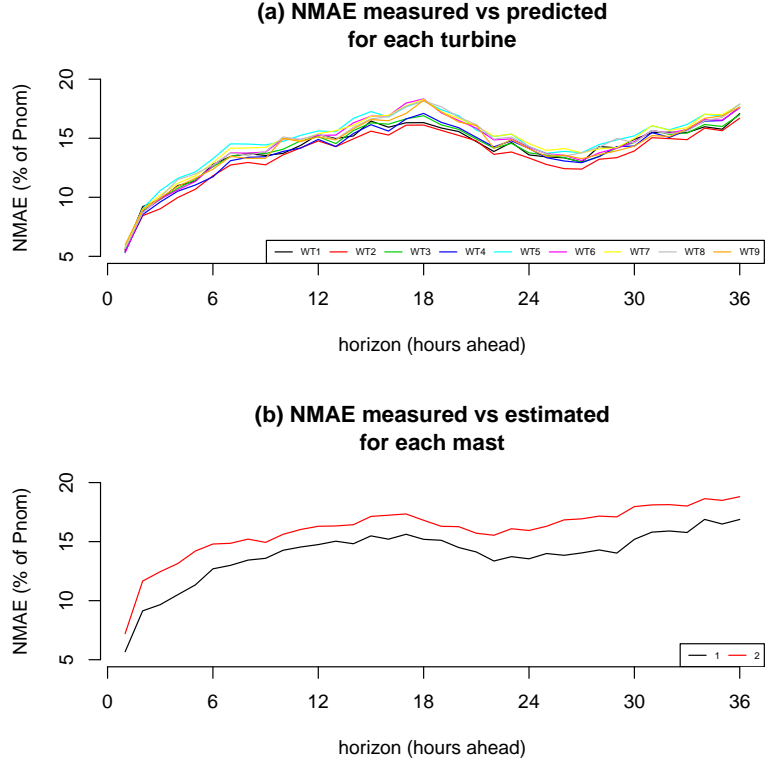 (a) NMAE measured vs predicted
for each turbine
NMAE (% of Pnom)
20
15
10
5
WT1 WT2 WT3 WT4 WT5 WT6 WT7 WT8 WT9
0 6 12 18 24 30 36
horizon (hours ahead)
(b) NMAE measured vs estimated
for each mast
NMAE (% of Pnom)
20
15
10
5
1 2
0 6 12 18 24 30 36
horizon (hours ahead)